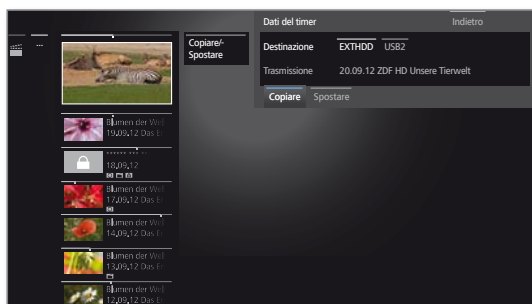 ...
Blumen der Wel
19.09.12 Das E
18.09.12
Blumen der Wel
17.09.12 Das E
Blumen der Wel
14.09.12 Das E
Blumen der Wel
13.09.12 Das E
Blumen der Wel
12.09.12 Das E
Copiare/-
Spostare
Dati del timer Indietro
Destinazione EXTHDD USB2
Trasmissione 20.09.12 ZDF HD Unsere Tierwelt
Copiare Spostare